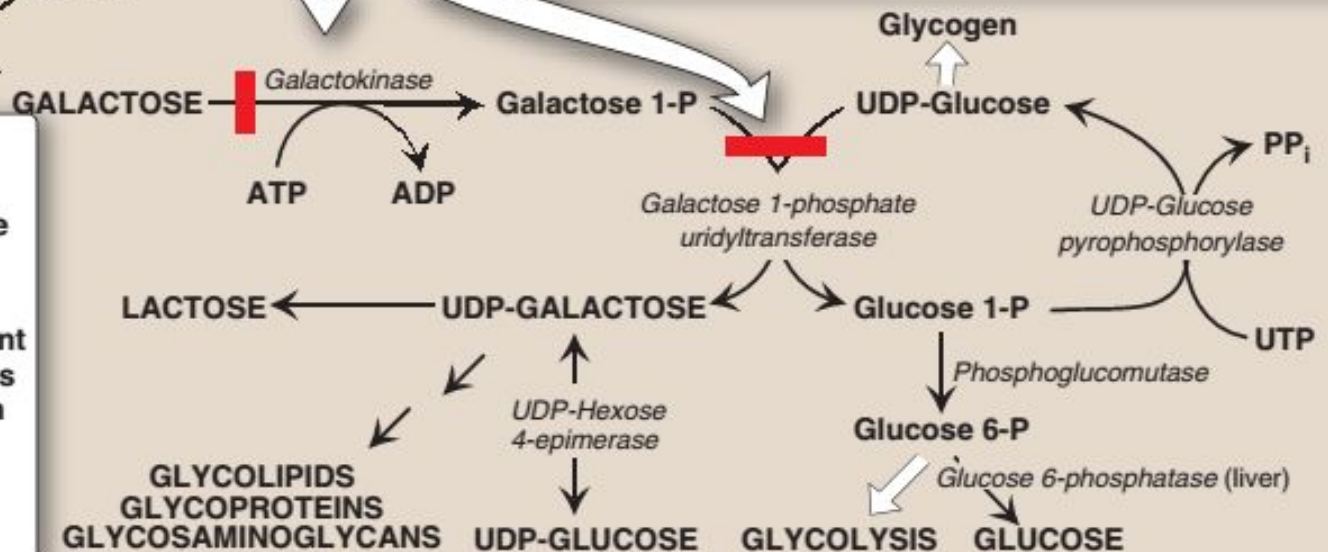 Glycogen
Galactokinase
GALACTOSE
Galactose 1-P
UDP-Glucose
PPi
ATP
ADP
Galactose 1-phosphate
uridyltransferase
UDP-Glucose
pyrophosphorylase
e
LACTOSE
UDP-GALACTOSE
Glucose 1-P
UTP
nt
s
Phosphoglucomutase
UDP-Hexose
4-epimerase
Glucose 6-P
Glucose 6-phosphatase (liver)
GLYCOLIPIDS
GLYCOPROTEINS
GLYCOSAMINOGLYCANS
UDP-GLUCOSE
GLYCOLYSIS
GLUCOSE